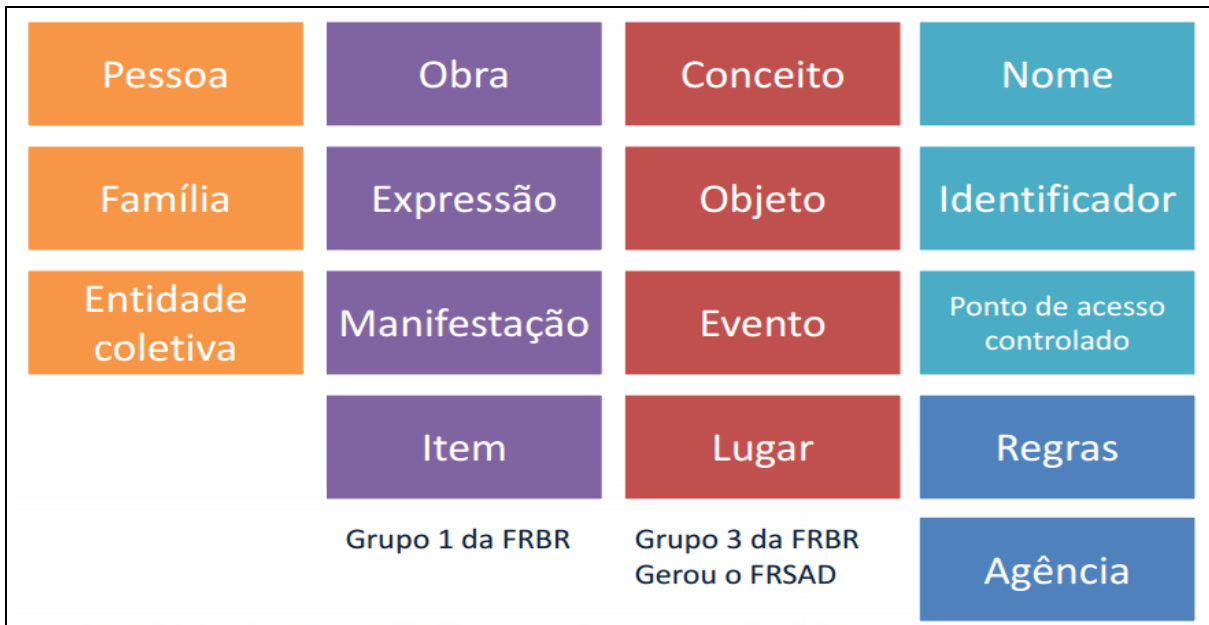 Pessoa
Obra
Conceito
Nome
Família
Expressão
Objeto
Identificador
Entidade
coletiva
Manifestação
Evento
Ponto de acesso
controlado
Item
Lugar
Regras
Grupo 1 da FRBR
Grupo 3 da FRBR
Gerou o FRSAD
Agência